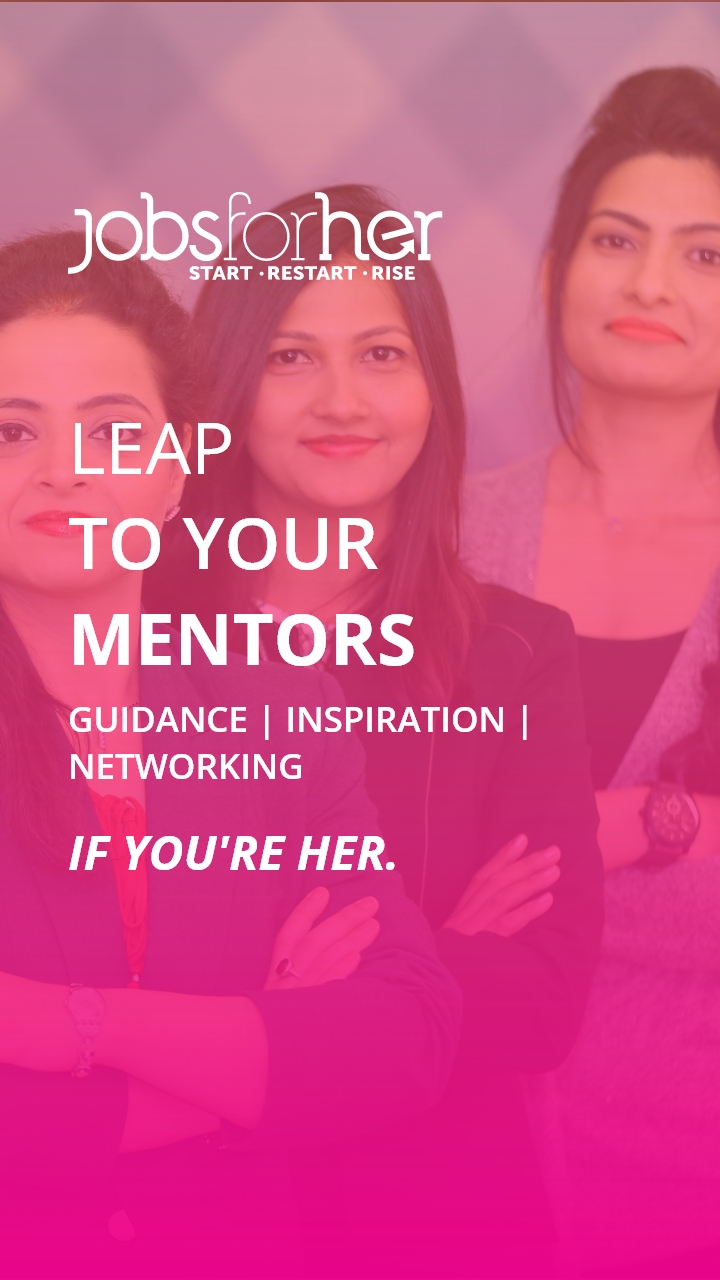 jobsforher
START · RESTART · RISE
LEAP
TO YOUR
MENTORS
GUIDANCE | INSPIRATION |
NETWORKING
IF YOU'RE HER.